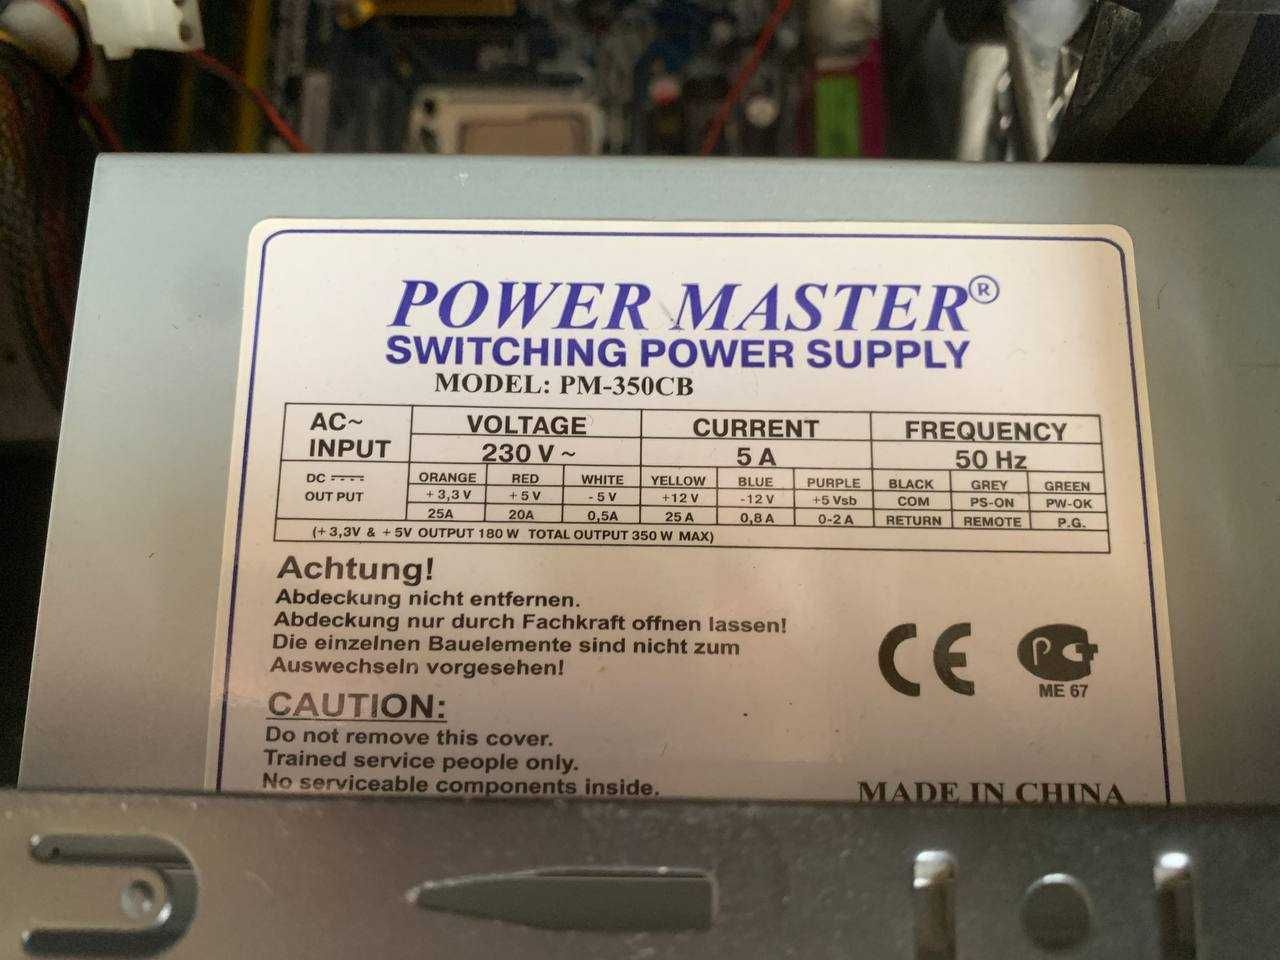 POWER MASTER®
SWITCHING POWER SUPPLY
MODEL: PM-350CB
AC~ INPUT VOLTAGE CURRENT FREQUENCY
230 V ~ 5 A 50 Hz
DC OUT PUT ORANGE RED WHITE YELLOW BLUE PURPLE BLACK GREY GREEN
+ 3,3 V + 5 V - 5 V +12 V -12 V +5 Vsb COM PS-ON PW-OK
25A 20A 0,5A 25 A 0,8 A 0-2 A RETURN REMOTE P.G.
(+ 3,3V & + 5V OUTPUT 180 W TOTAL OUTPUT 350 W MAX)
Achtung!
Abdeckung nicht entfernen.
Abdeckung nur durch Fachkraft offnen lassen!
Die einzelnen Bauelemente sind nicht zum
Auswechseln vorgesehen!
CE
РСТ
ME 67
CAUTION:
Do not remove this cover.
Trained service people only.
No serviceable components inside.
MADE IN CHINA